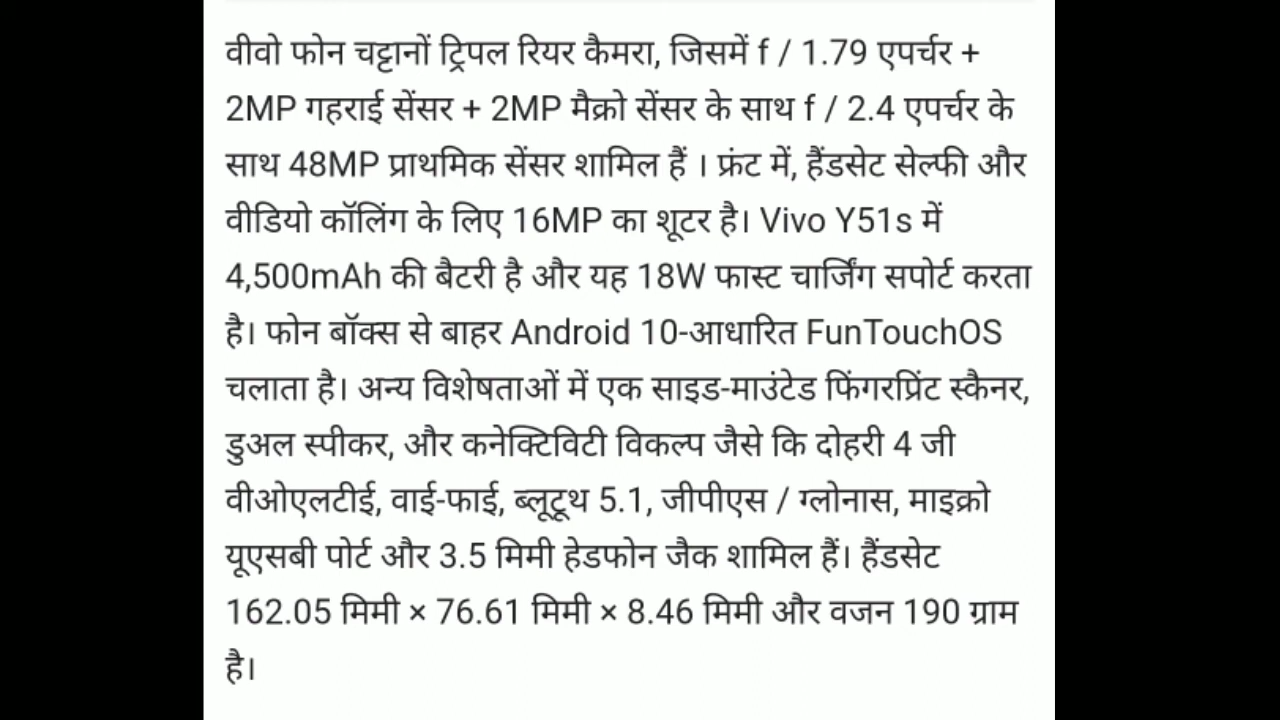 वीवो फोन चट्टानों ट्रिपल रियर कैमरा, जिसमें f / 1.79 एपर्चर +
2MP गहराई सेंसर + 2MP मैक्रो सेंसर के साथ f / 2.4 एपर्चर के
साथ 48MP प्राथमिक सेंसर शामिल हैं । फ्रंट में, हैंडसेट सेल्फी और
वीडियो कॉलिंग के लिए 16MP का शूटर है। Vivo Y51s में
4,500mAh की बैटरी है और यह 18W फास्ट चार्जिंग सपोर्ट करता
है। फोन बॉक्स से बाहर Android 10-आधारित FunTouchOS
चलाता है। अन्य विशेषताओं में एक साइड-माउंटेड फिंगरप्रिंट स्कैनर,
डुअल स्पीकर, और कनेक्टिविटी विकल्प जैसे कि दोहरी 4 जी
वीओएलटीई, वाई-फाई, ब्लूटूथ 5.1, जीपीएस / ग्लोनास, माइक्रो
यूएसबी पोर्ट और 3.5 मिमी हेडफोन जैक शामिल हैं। हैंडसेट
162.05 मिमी × 76.61 मिमी × 8.46 मिमी और वजन 190 ग्राम
है।